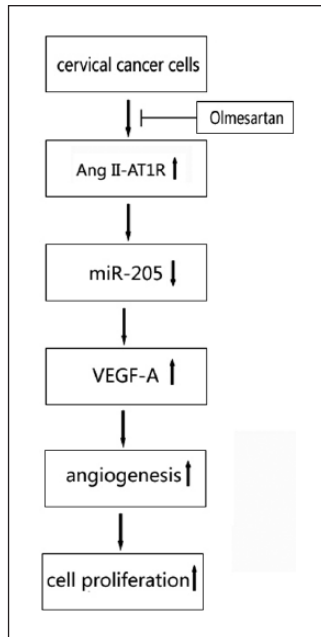 cervical cancer cells
Olmesartan
Ang II-AT1R ↑
miR-205 ↓
VEGF-A ↑
angiogenesis ↑
cell proliferation ↑